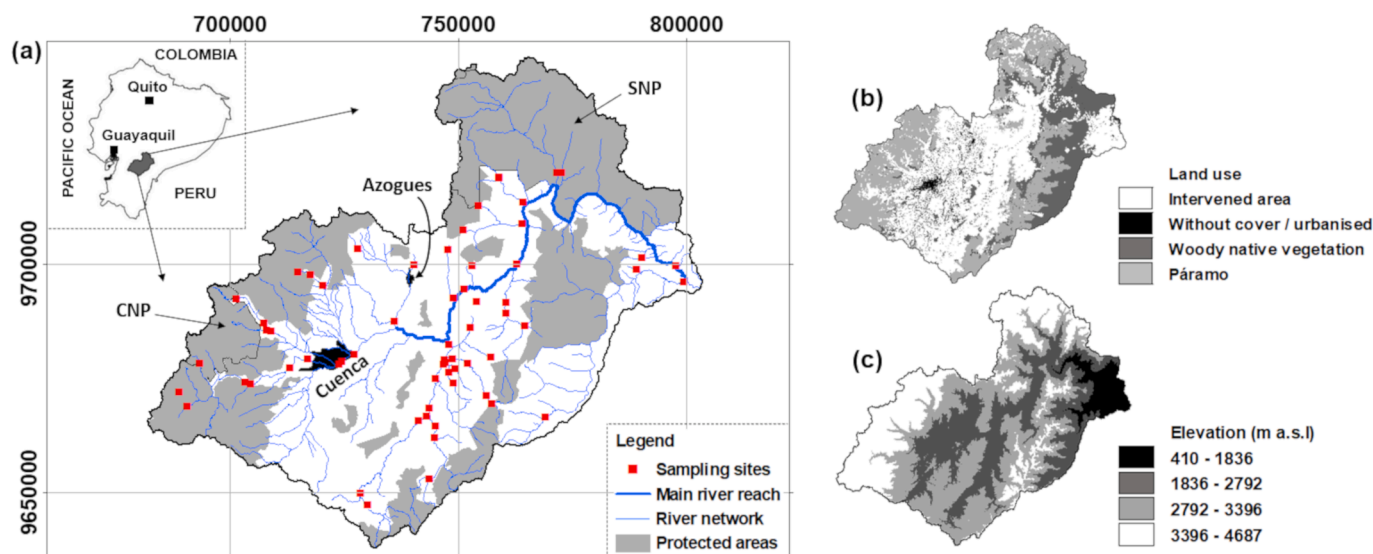 700000
750000
800000
(a)
COLOMBIA
Quito
PACIFIC OCEAN
Guayaquil
PERU
SNP
Azogues
CNP
Cuenca
9700000
9650000
Legend
Sampling sites
Main river reach
River network
Protected areas
(b)
Land use
Intervened area
Without cover / urbanised
Woody native vegetation
Páramo
(c)
Elevation (m a.s.l)
410 - 1836
1836 - 2792
2792 - 3396
3396 - 4687